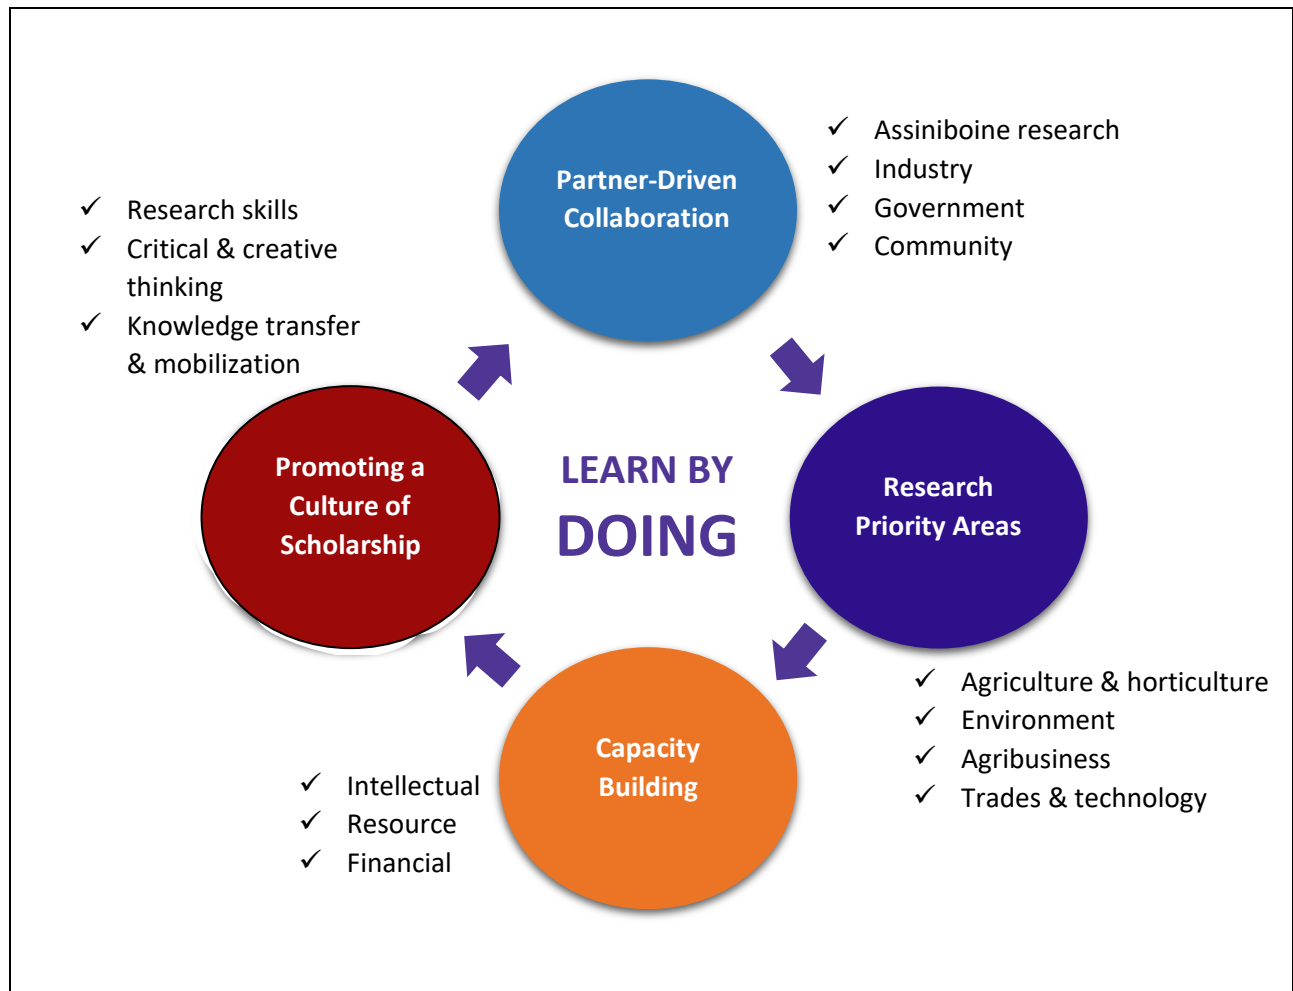 Partner-Driven
Collaboration
✓ Assiniboine research
✓ Industry
✓ Government
✓ Community
✓ Research skills
✓ Critical & creative
thinking
✓ Knowledge transfer
& mobilization
Promoting a
Culture of
Scholarship
LEARN BY
DOING
Research
Priority Areas
✓ Agriculture & horticulture
✓ Environment
✓ Agribusiness
✓ Trades & technology
Capacity
Building
✓ Intellectual
✓ Resource
✓ Financial